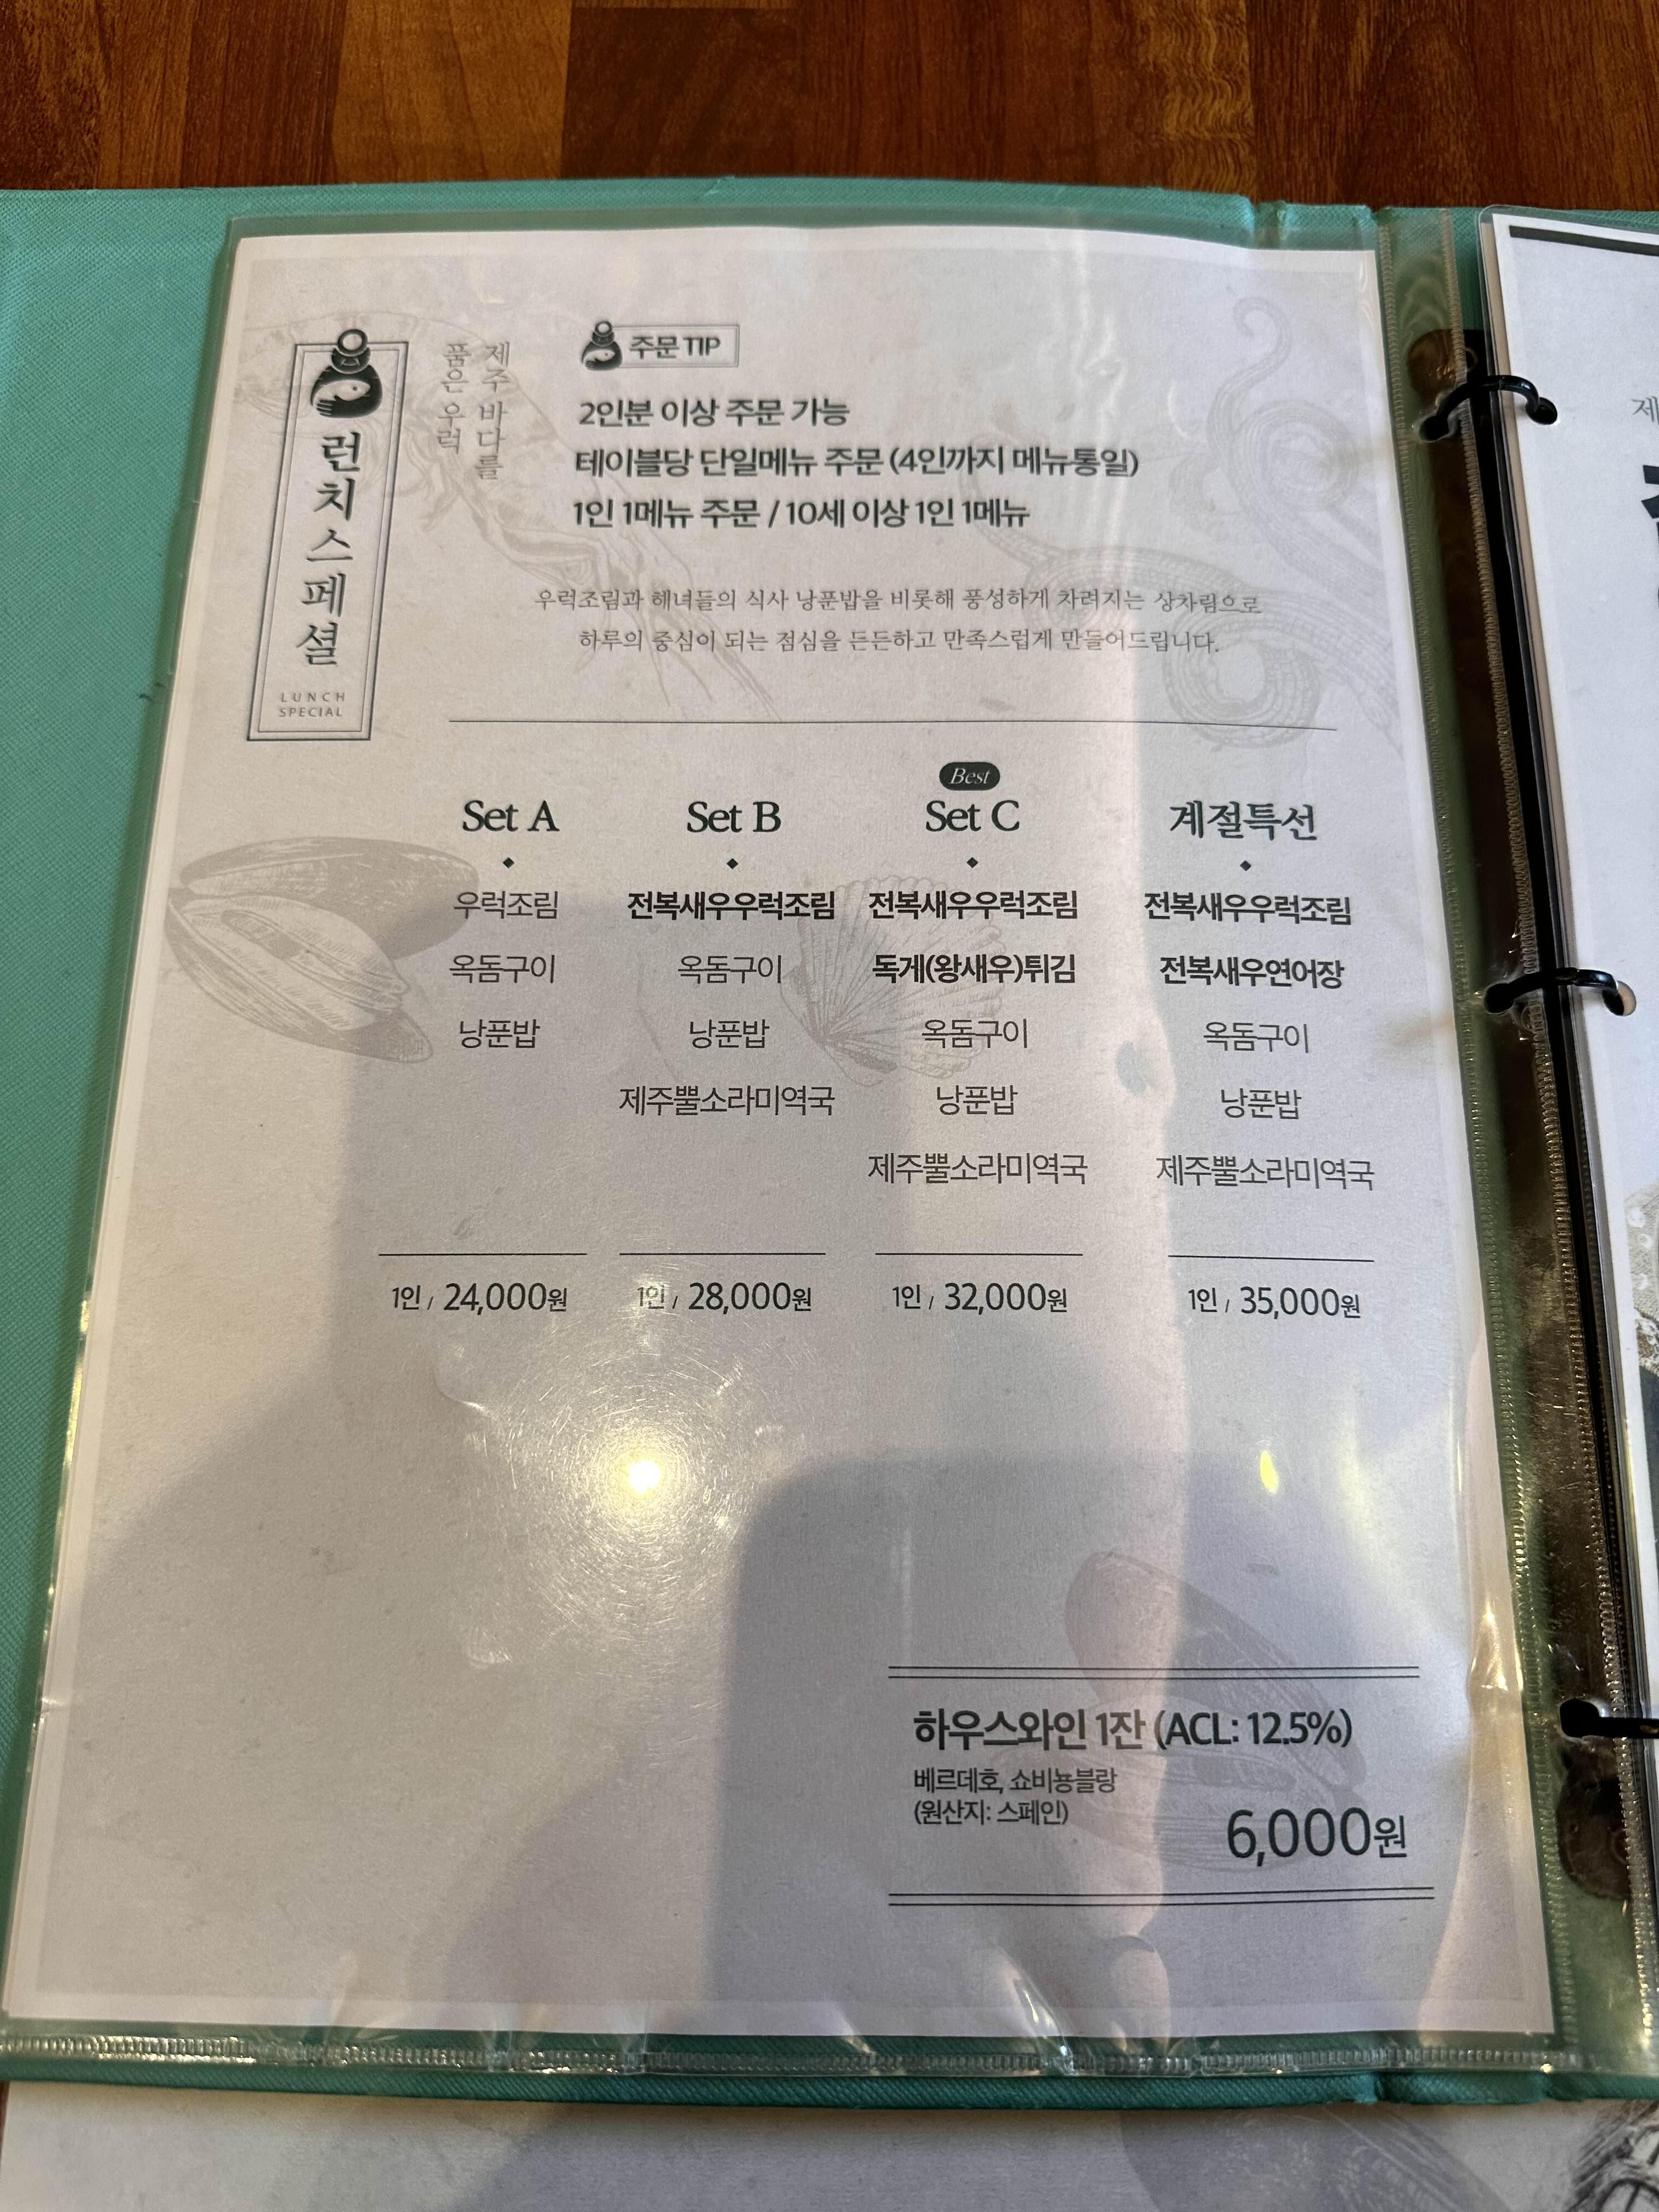 런치스페셜
LUNCH
SPECIAL
제주 바다를
품은 우럭
주문 TIP
2인분 이상 주문 가능
테이블당 단일메뉴 주문 (4인까지 메뉴통일)
1인 1메뉴 주문 / 10세 이상 1인 1메뉴
우럭조림과 해녀들의 식사 낭푼밥을 비롯해 풍성하게 차려지는 상차림으로
하루의 중심이 되는 점심을 든든하고 만족스럽게 만들어드립니다.
Set A
우럭조림
옥돔구이
낭푼밥
1인 / 24,000원
Set B
전복새우우럭조림
옥돔구이
낭푼밥
제주뿔소라미역국
1인 / 28,000원
Best
Set C
전복새우우럭조림
독게(왕새우)튀김
옥돔구이
낭푼밥
제주뿔소라미역국
1인 / 32,000원
계절특선
전복새우우럭조림
전복새우연어장
옥돔구이
낭푼밥
제주뿔소라미역국
1인 / 35,000원
하우스와인 1잔 (ACL: 12.5%)
베르데호, 쇼비뇽블랑
(원산지: 스페인)
6,000원
제